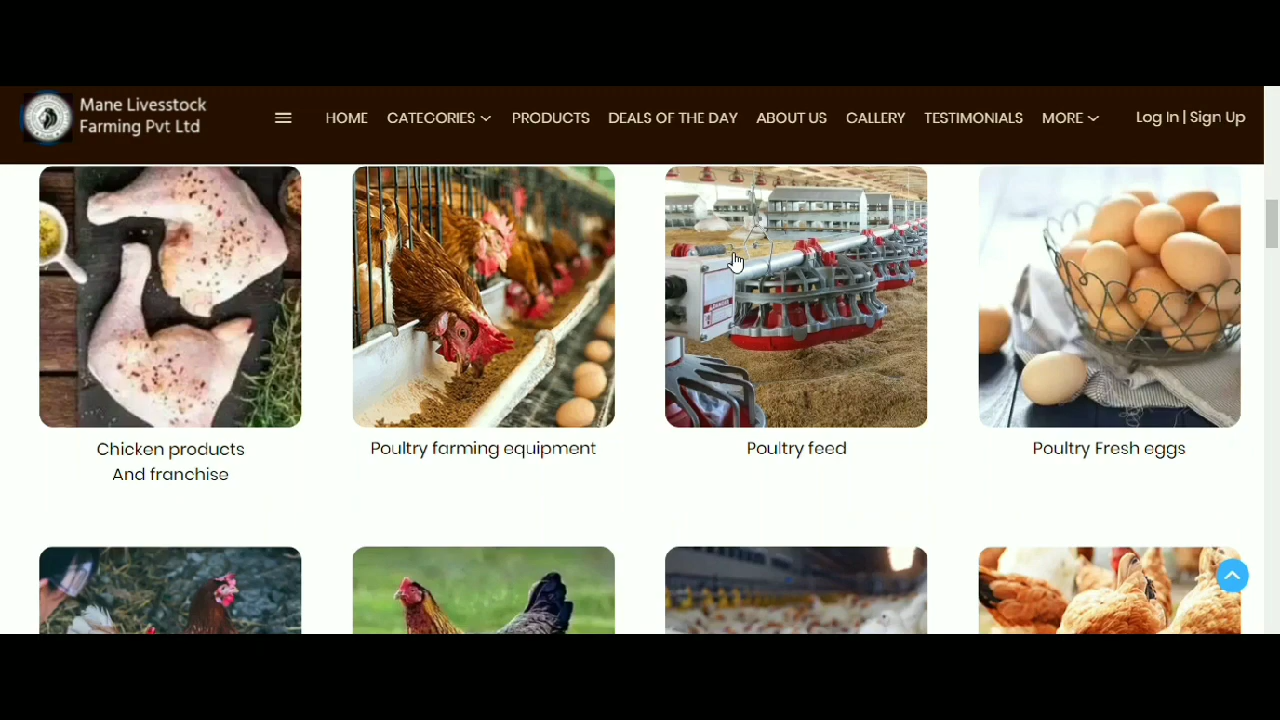 Mane Livesstock
Farming Pvt Ltd
HOME
CATEGORIES
PRODUCTS
DEALS OF THE DAY
ABOUT US
GALLERY
TESTIMONIALS
MORE
Log In | Sign Up
Chicken products
And franchise
Poultry farming equipment
Poultry feed
Poultry Fresh eggs